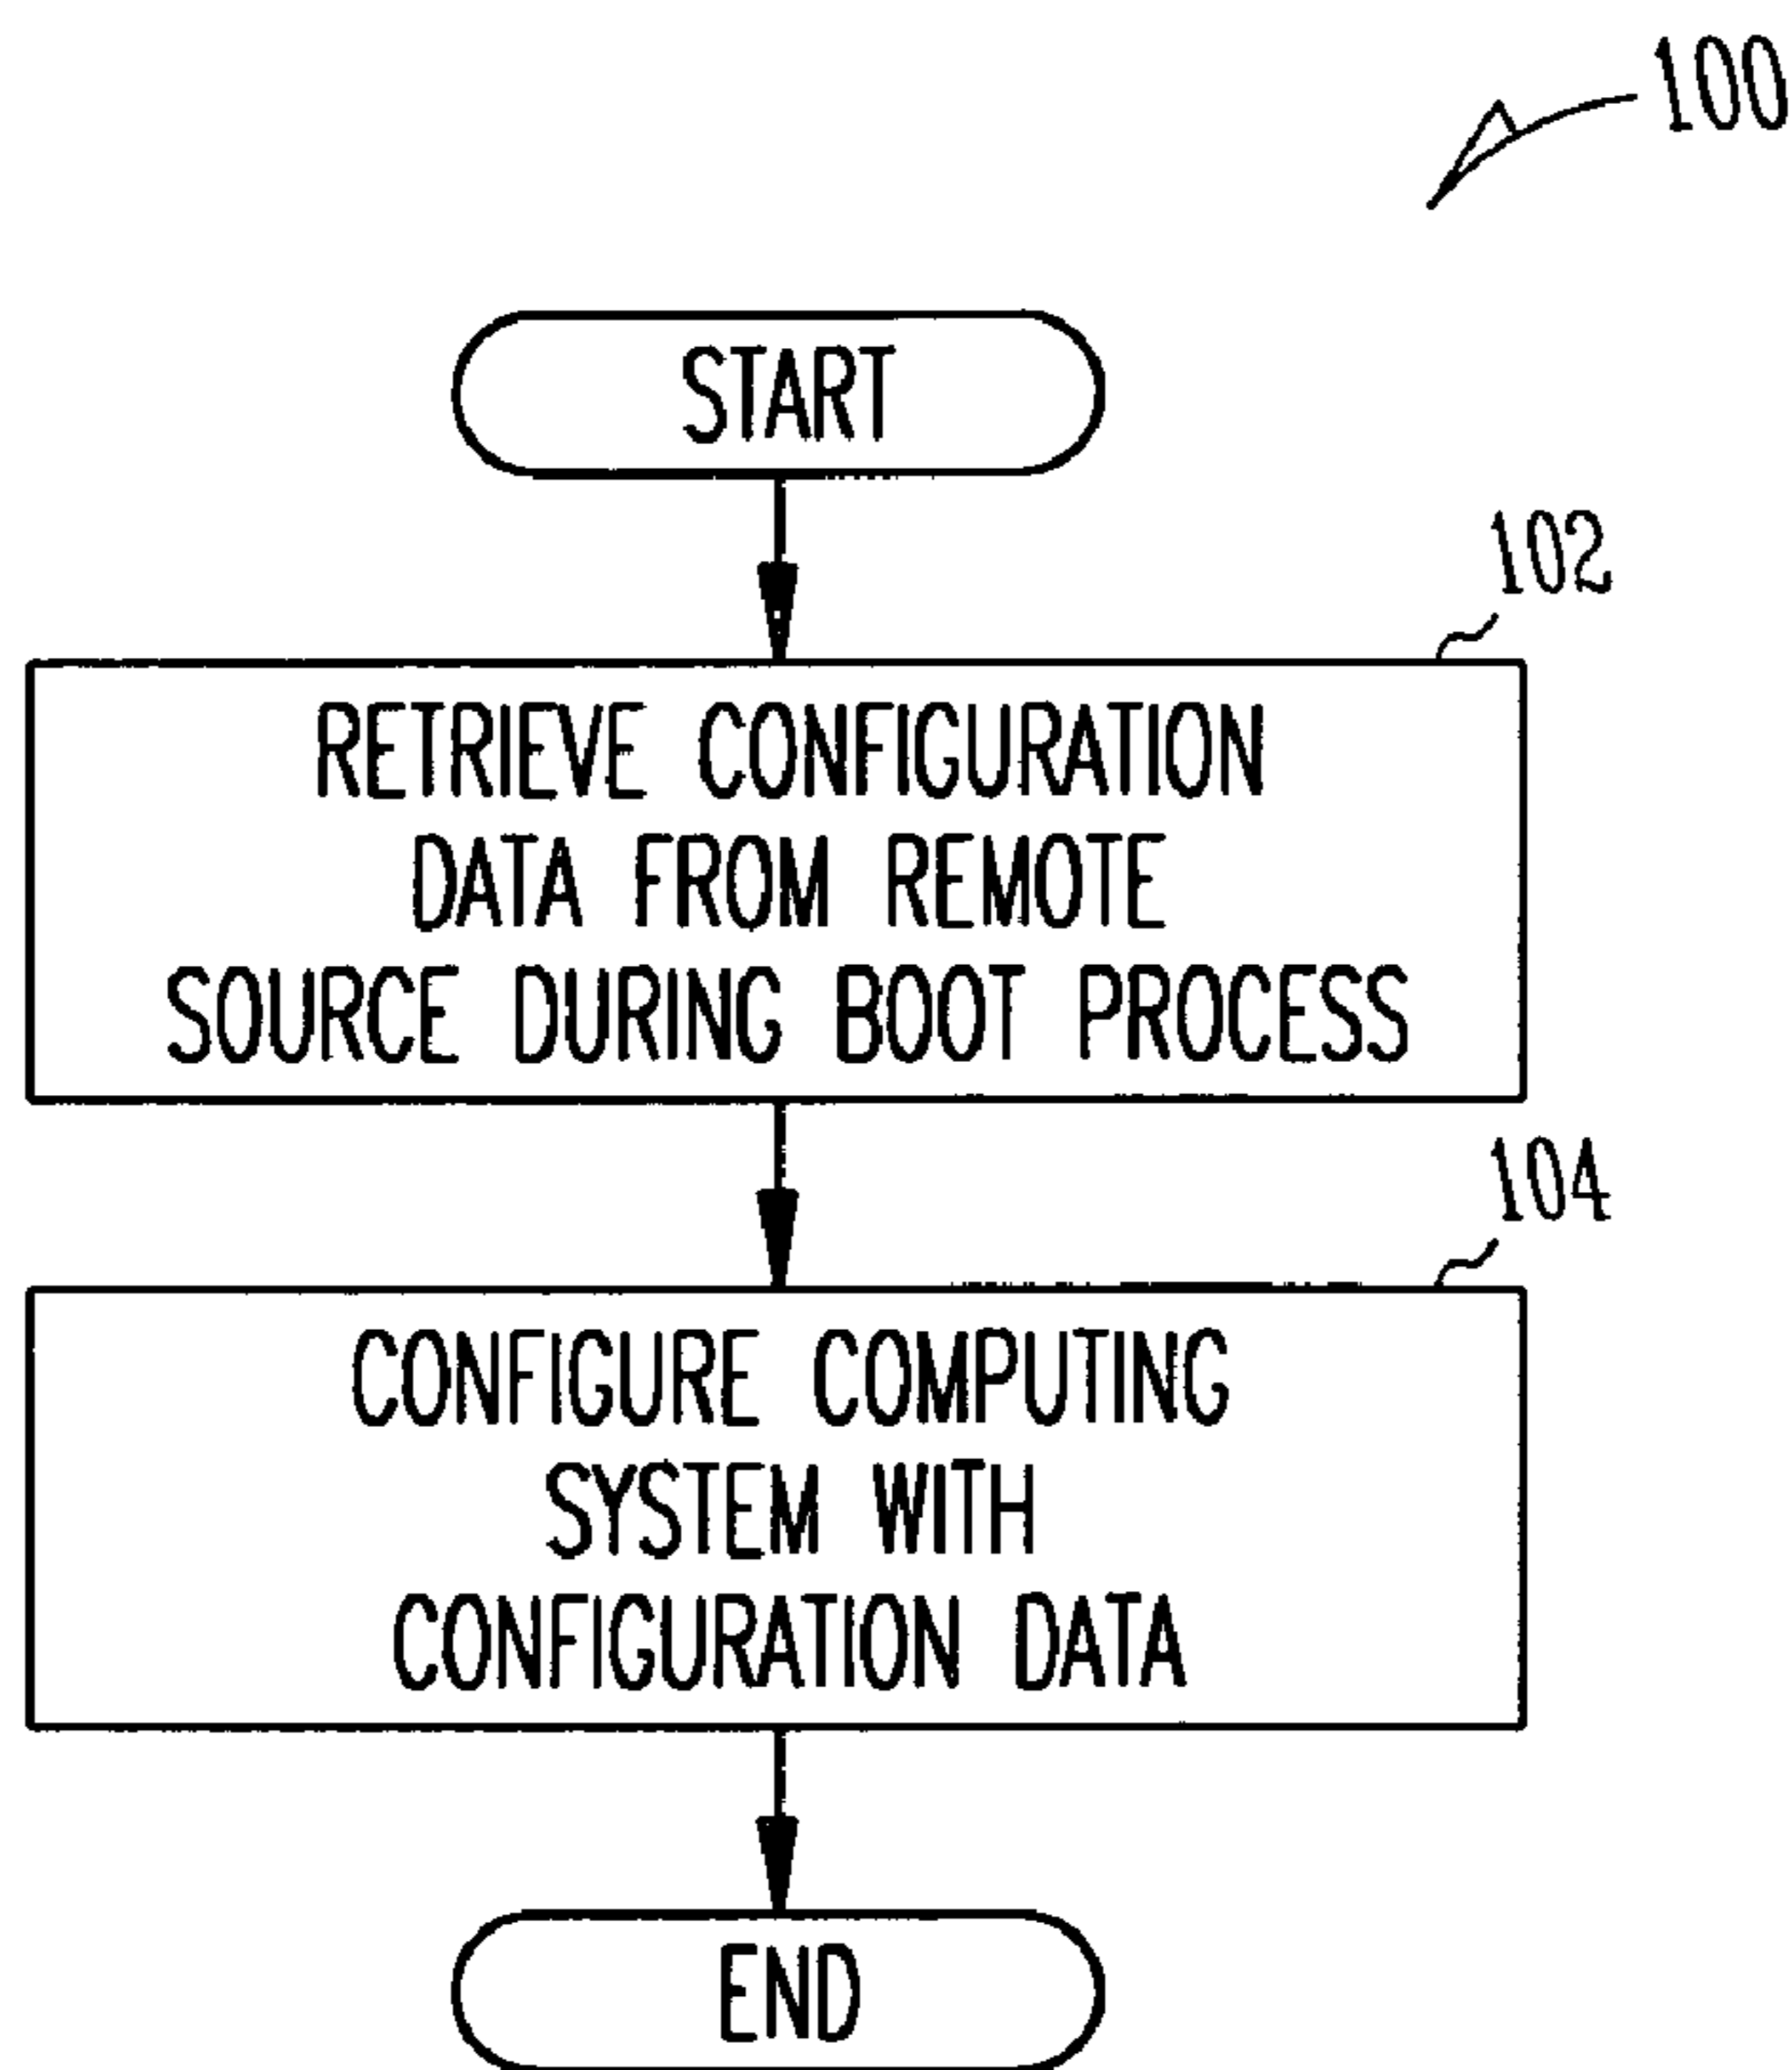 100
START
102
RETRIEVE CONFIGURATION
DATA FROM REMOTE
SOURCE DURING BOOT PROCESS
104
CONFIGURE COMPUTING
SYSTEM WITH
CONFIGURATION DATA
END